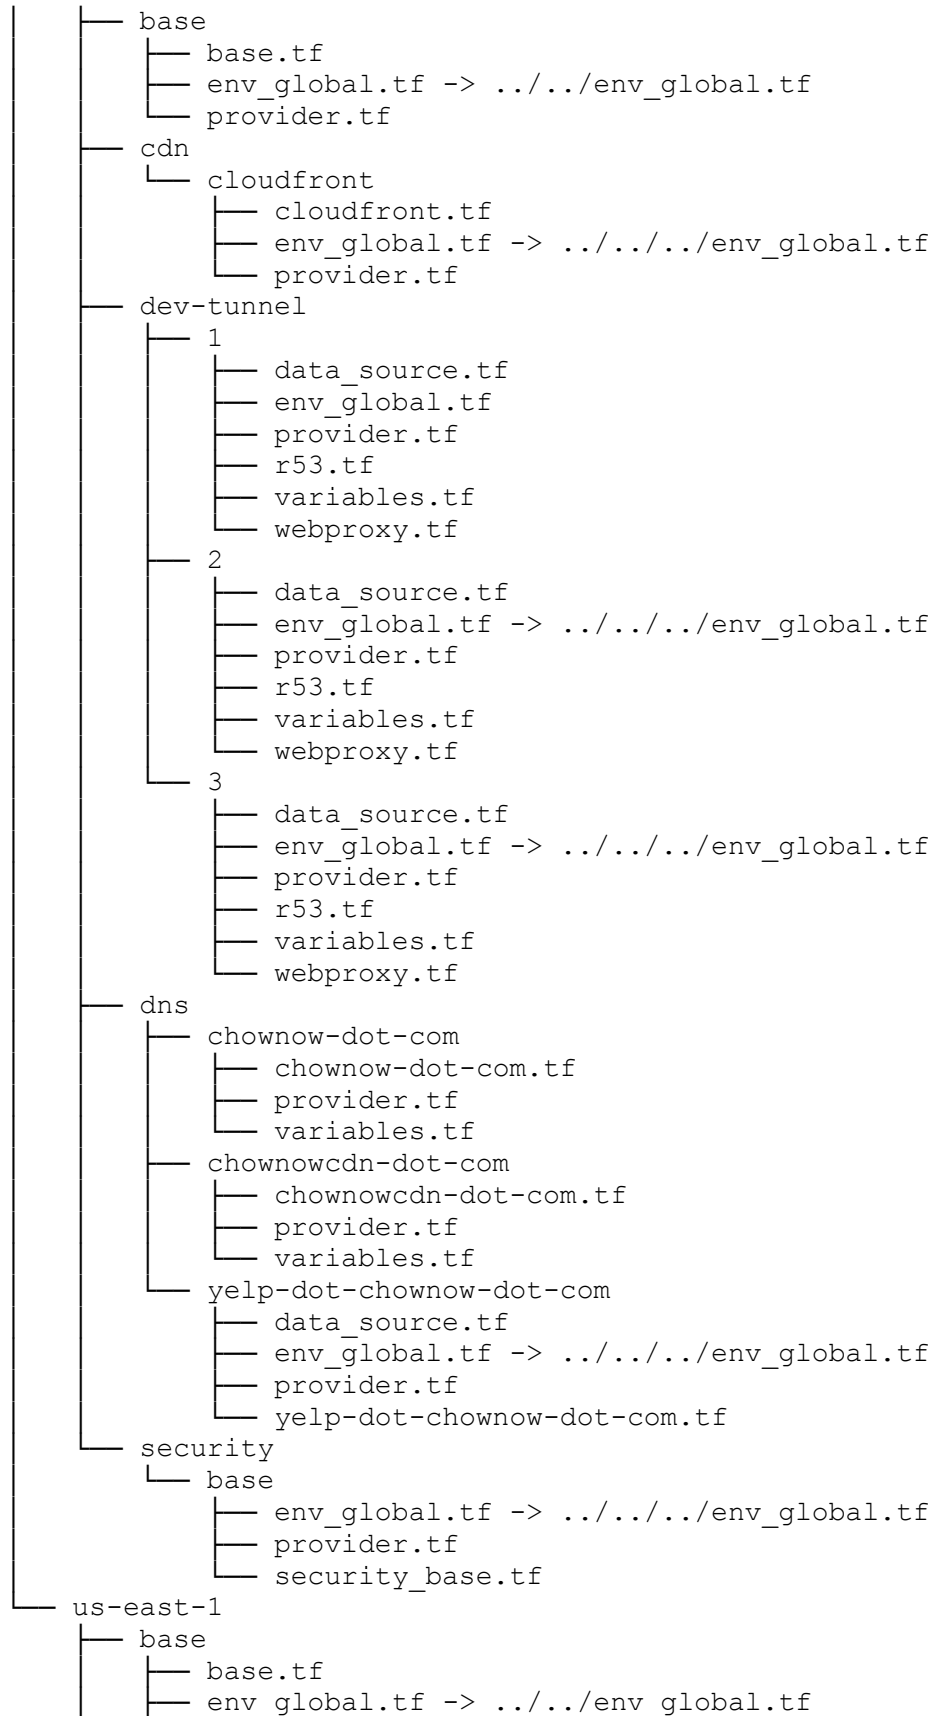 │   ├── base
│   │   ├── base.tf
│   │   ├── env_global.tf -> ../../env_global.tf
│   │   └── provider.tf
│   ├── cdn
│   │   └── cloudfront
│   │       ├── cloudfront.tf
│   │       ├── env_global.tf -> ../../../env_global.tf
│   │       └── provider.tf
│   ├── dev-tunnel
│   │   ├── 1
│   │   │   ├── data_source.tf
│   │   │   ├── env_global.tf
│   │   │   ├── provider.tf
│   │   │   ├── r53.tf
│   │   │   ├── variables.tf
│   │   │   └── webproxy.tf
│   │   ├── 2
│   │   │   ├── data_source.tf
│   │   │   ├── env_global.tf -> ../../../env_global.tf
│   │   │   ├── provider.tf
│   │   │   ├── r53.tf
│   │   │   ├── variables.tf
│   │   │   └── webproxy.tf
│   │   └── 3
│   │       ├── data_source.tf
│   │       ├── env_global.tf -> ../../../env_global.tf
│   │       ├── provider.tf
│   │       ├── r53.tf
│   │       ├── variables.tf
│   │       └── webproxy.tf
│   ├── dns
│   │   ├── chownow-dot-com
│   │   │   ├── chownow-dot-com.tf
│   │   │   ├── provider.tf
│   │   │   └── variables.tf
│   │   ├── chownowcdn-dot-com
│   │   │   ├── chownowcdn-dot-com.tf
│   │   │   ├── provider.tf
│   │   │   └── variables.tf
│   │   └── yelp-dot-chownow-dot-com
│   │       ├── data_source.tf
│   │       ├── env_global.tf -> ../../../env_global.tf
│   │       ├── provider.tf
│   │       └── yelp-dot-chownow-dot-com.tf
│   └── security
│       └── base
│           ├── env_global.tf -> ../../../env_global.tf
│           ├── provider.tf
│           └── security_base.tf
└── us-east-1
    ├── base
    │   ├── base.tf
    │   ├── env_global.tf -> ../../env_global.tf